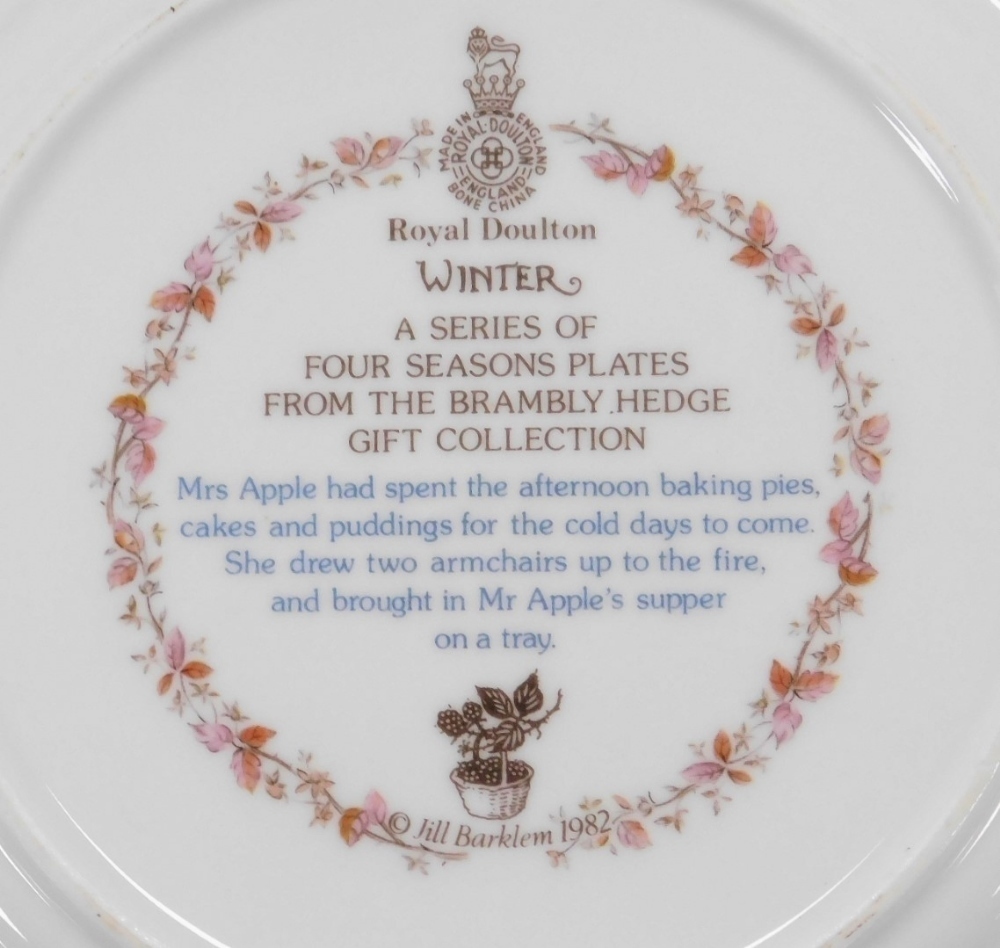 MADE IN ENGLAND
ROYAL·DOULTON
ENGLAND
BONE CHINA
Royal Doulton
WINTER
A SERIES OF
FOUR SEASONS PLATES
FROM THE BRAMBLY HEDGE
GIFT COLLECTION
Mrs Apple had spent the afternoon baking pies,
cakes and puddings for the cold days to come.
She drew two armchairs up to the fire,
and brought in Mr Apple's supper
on a tray.
© Jill Barklem 1982